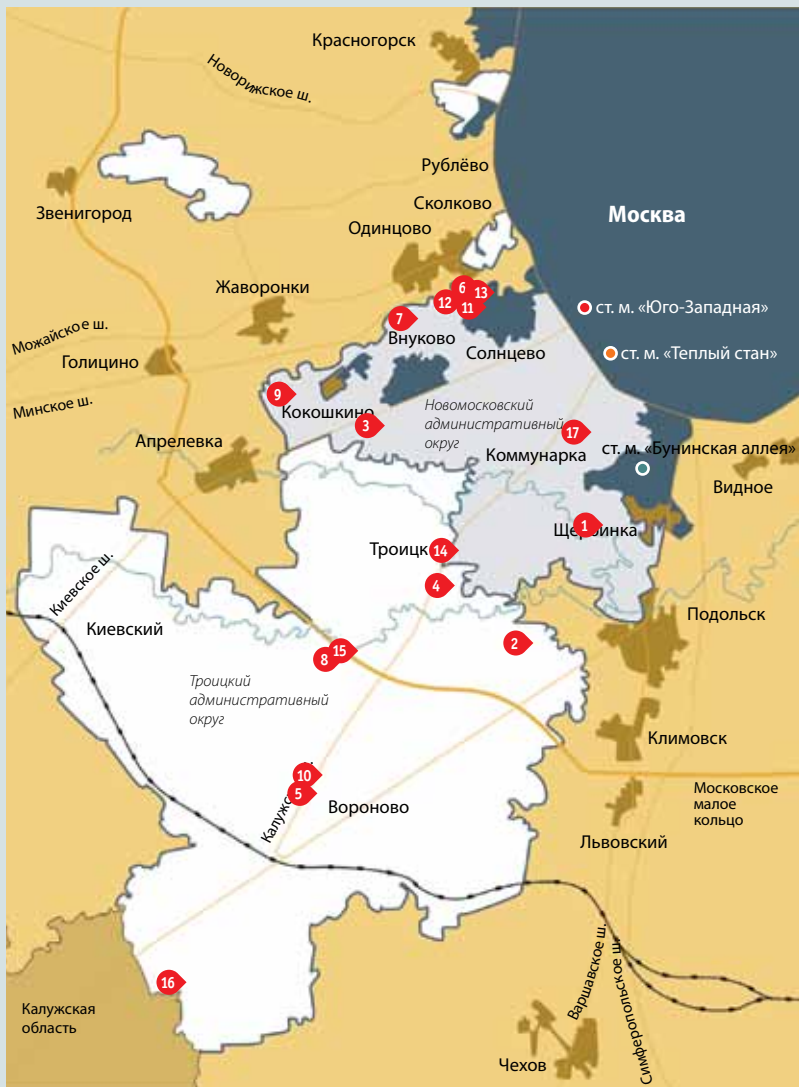 Красногорск
Новорижское ш.
Рублёво
Звенигород
Сколково
Москва
Одинцово
Жаворонки
6
13
12
11
ст. м. «Юго-Западная»
7
Внуково
Можайское ш.
Солнцево
ст. м. «Теплый стан»
Голицино
Минское ш.
9
Кокошкино
3
Новомосковский
административный
округ
17
Апрелевка
Коммунарка
ст. м. «Бунинская аллея»
Видное
1
Щербинка
Троицк
14
4
Киевское ш.
Подольск
Киевский
2
15
8
Троицкий
административный
округ
Климовск
10
5
Вороново
Московское
малое
кольцо
Львовский
Варшавское ш.
Симферопольское ш.
16
Калужская
область
Чехов